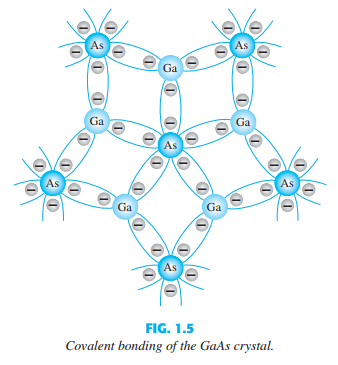 As As
Ga
Ga Ga
As
As As
Ga Ga
As
FIG. 1.5
Covalent bonding of the GaAs crystal.